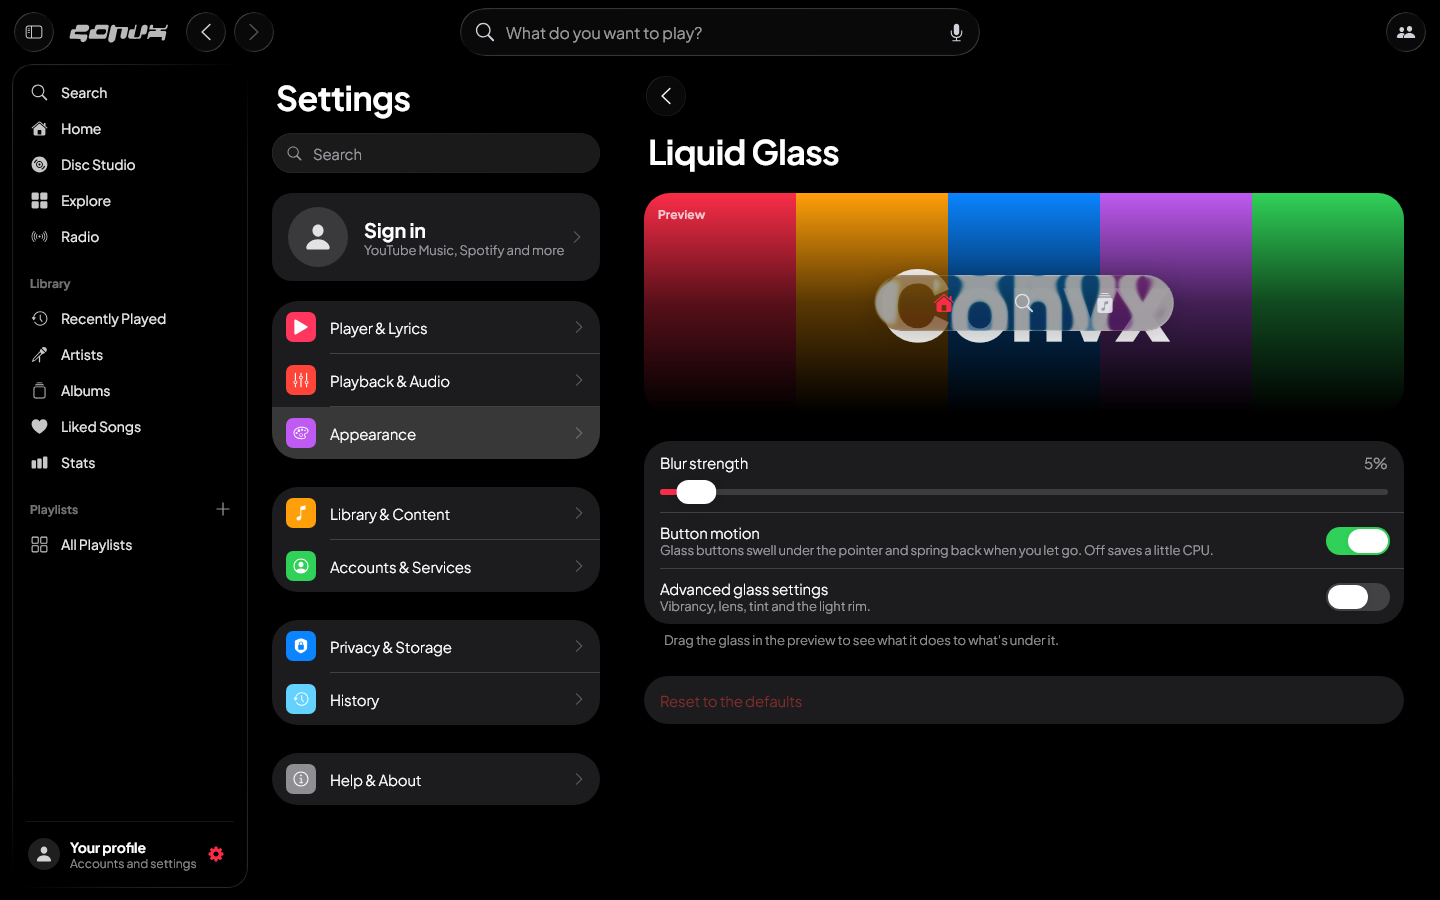 What do you want to play?
Search
Home
Disc Studio
Explore
Radio
Library
Recently Played
Artists
Albums
Liked Songs
Stats
Playlists
All Playlists
Your profile
Accounts and settings
Settings
Search
Sign in
YouTube Music, Spotify and more
Player & Lyrics
Playback & Audio
Appearance
Library & Content
Accounts & Services
Privacy & Storage
History
Help & About
Liquid Glass
Preview
Convx
Blur strength
5%
Button motion
Glass buttons swell under the pointer and spring back when you let go. Off saves a little CPU.
Advanced glass settings
Vibrancy, lens, tint and the light rim.
Drag the glass in the preview to see what it does to what's under it.
Reset to the defaults